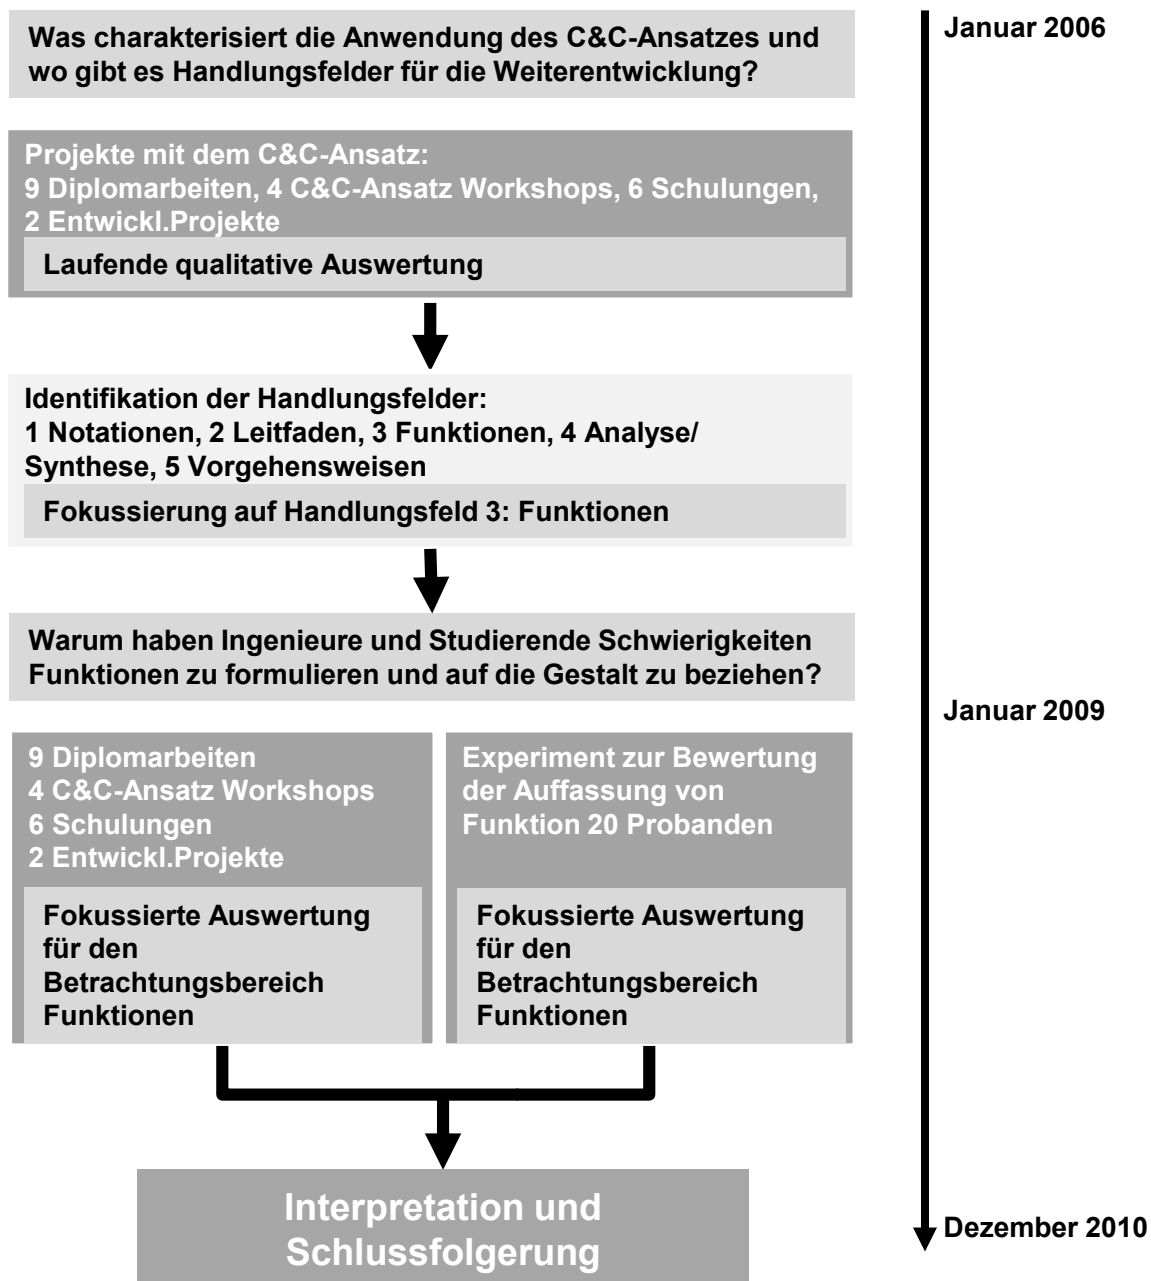 Was charakterisiert die Anwendung des C&C-Ansatzes und
wo gibt es Handlungsfelder für die Weiterentwicklung?
Januar 2006
Projekte mit dem C&C-Ansatz:
9 Diplomarbeiten, 4 C&C-Ansatz Workshops, 6 Schulungen,
2 Entwickl.Projekte
Laufende qualitative Auswertung
Identifikation der Handlungsfelder:
1 Notationen, 2 Leitfaden, 3 Funktionen, 4 Analyse/
Synthese, 5 Vorgehensweisen
Fokussierung auf Handlungsfeld 3: Funktionen
Warum haben Ingenieure und Studierende Schwierigkeiten
Funktionen zu formulieren und auf die Gestalt zu beziehen?
Januar 2009
9 Diplomarbeiten
4 C&C-Ansatz Workshops
6 Schulungen
2 Entwickl.Projekte
Fokussierte Auswertung
für den
Betrachtungsbereich
Funktionen
Experiment zur Bewertung
der Auffassung von
Funktion 20 Probanden
Fokussierte Auswertung
für den
Betrachtungsbereich
Funktionen
Interpretation und
Schlussfolgerung
Dezember 2010